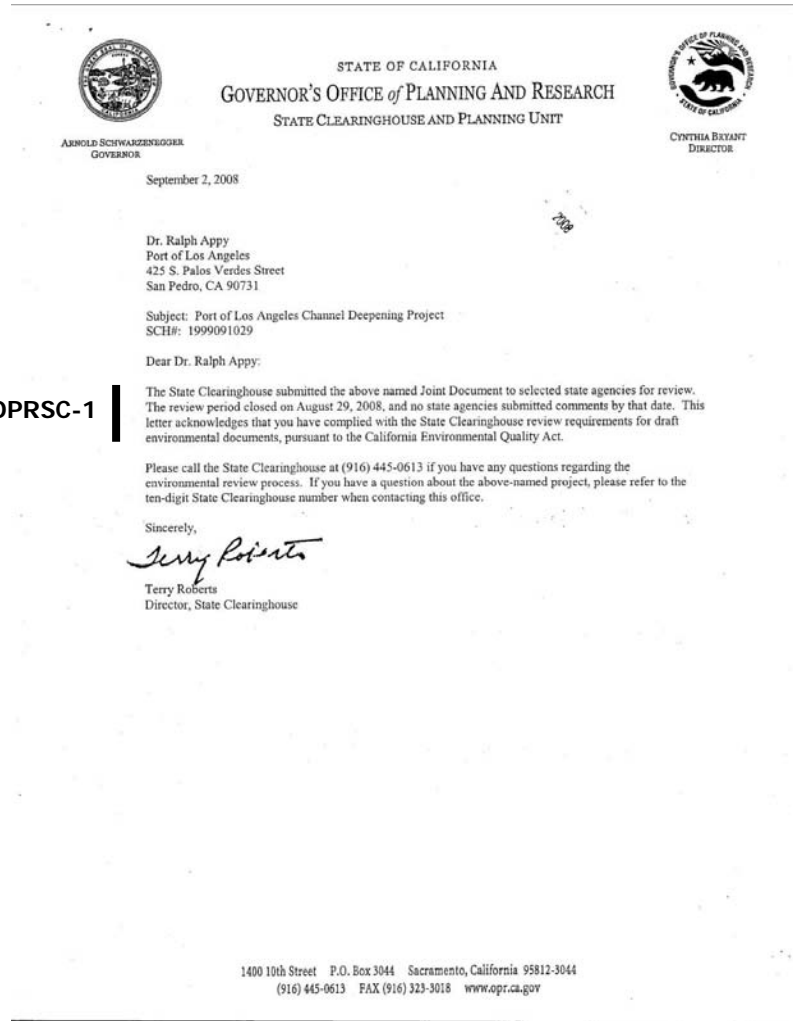 STATE OF CALIFORNIA
GOVERNOR'S OFFICE of PLANNING AND RESEARCH
STATE CLEARINGHOUSE AND PLANNING UNIT
ARNOLD SCHWARZENEGGER
GOVERNOR
GOVERNOR'S OFFICE OF PLANNING AND RESEARCH
STATE OF CALIFORNIA
CYNTHIA BRYANT
DIRECTOR
September 2, 2008
2008
Dr. Ralph Appy
Port of Los Angeles
425 S. Palos Verdes Street
San Pedro, CA 90731
Subject: Port of Los Angeles Channel Deepening Project
SCH#: 1999091029
Dear Dr. Ralph Appy:
OPRSC-1
The State Clearinghouse submitted the above named Joint Document to selected state agencies for review.
The review period closed on August 29, 2008, and no state agencies submitted comments by that date. This
letter acknowledges that you have complied with the State Clearinghouse review requirements for draft
environmental documents, pursuant to the California Environmental Quality Act.
Please call the State Clearinghouse at (916) 445-0613 if you have any questions regarding the
environmental review process. If you have a question about the above-named project, please refer to the
ten-digit State Clearinghouse number when contacting this office.
Sincerely,
Terry Roberts
Terry Roberts
Director, State Clearinghouse
1400 10th Street P.O. Box 3044 Sacramento, California 95812-3044
(916) 445-0613 FAX (916) 323-3018 www.opr.ca.gov